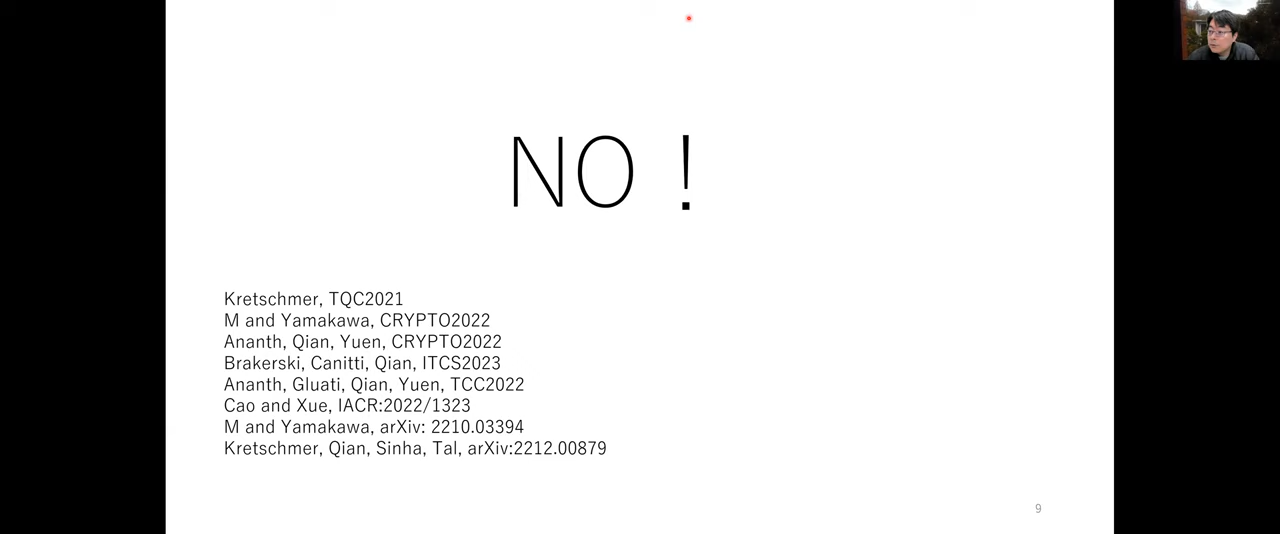 NO !
Kretschmer, TQC2021
M and Yamakawa, CRYPTO2022
Ananth, Qian, Yuen, CRYPTO2022
Brakerski, Canitti, Qian, ITCS2023
Ananth, Gluati, Qian, Yuen, TCC2022
Cao and Xue, IACR:2022/1323
M and Yamakawa, arXiv: 2210.03394
Kretschmer, Qian, Sinha, Tal, arXiv:2212.00879
9